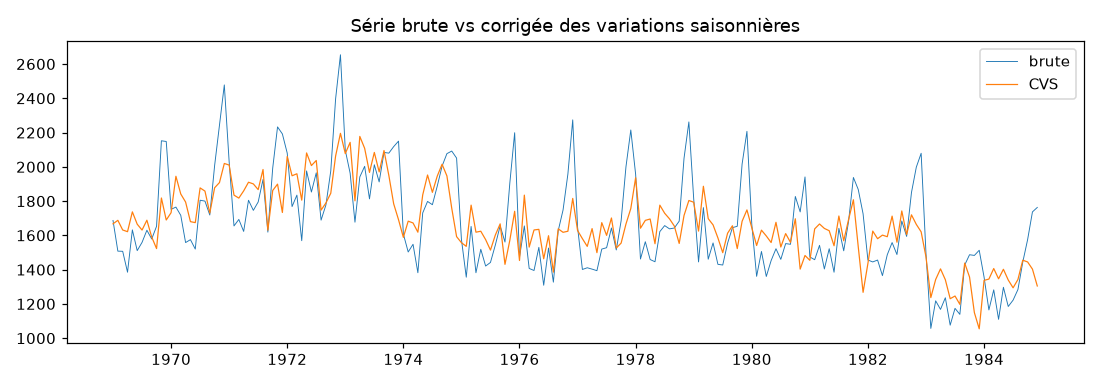 Série brute vs corrigée des variations saisonnières
brute
CVS
2600
2400
2200
2000
1800
1600
1400
1200
1000
1970 1972 1974 1976 1978 1980 1982 1984